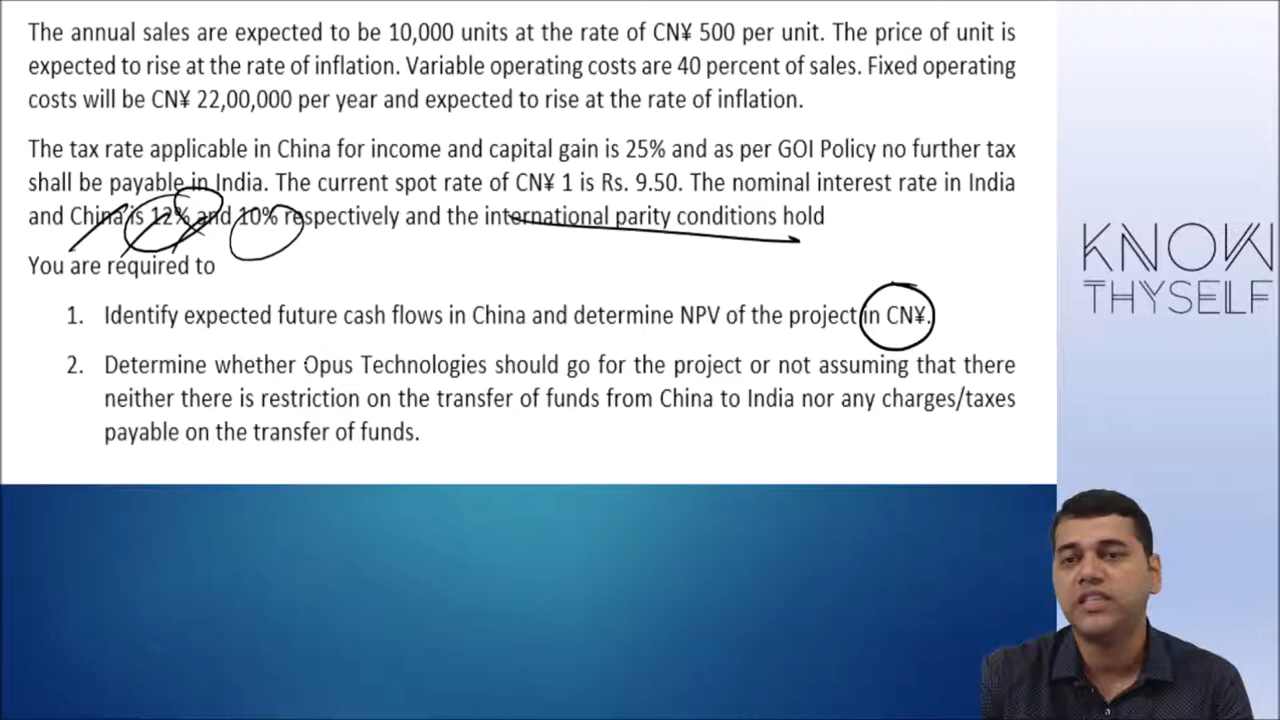 The annual sales are expected to be 10,000 units at the rate of CN¥ 500 per unit. The price of unit is
expected to rise at the rate of inflation. Variable operating costs are 40 percent of sales. Fixed operating
costs will be CN¥ 22,00,000 per year and expected to rise at the rate of inflation.
The tax rate applicable in China for income and capital gain is 25% and as per GOI Policy no further tax
shall be payable in India. The current spot rate of CN¥ 1 is Rs. 9.50. The nominal interest rate in India
and China is 12% and 10% respectively and the international parity conditions hold
You are required to
1. Identify expected future cash flows in China and determine NPV of the project in CN¥.
2. Determine whether Opus Technologies should go for the project or not assuming that there
neither there is restriction on the transfer of funds from China to India nor any charges/taxes
payable on the transfer of funds.
KNOW
THYSELF